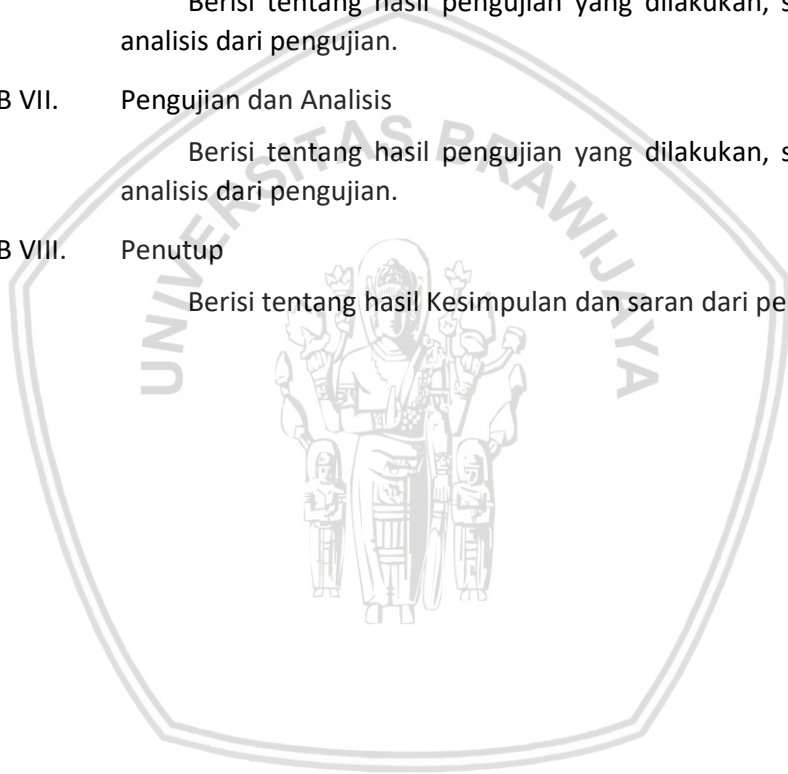 Berisi tentang hasil pengujian yang dilakukan, s
analisis dari pengujian.
B VII. Pengujian dan Analisis
Berisi tentang hasil pengujian yang dilakukan, s
analisis dari pengujian.
B VIII. Penutup
Berisi tentang hasil Kesimpulan dan saran dari pe
UNIVERSITAS BRAWIJAYA